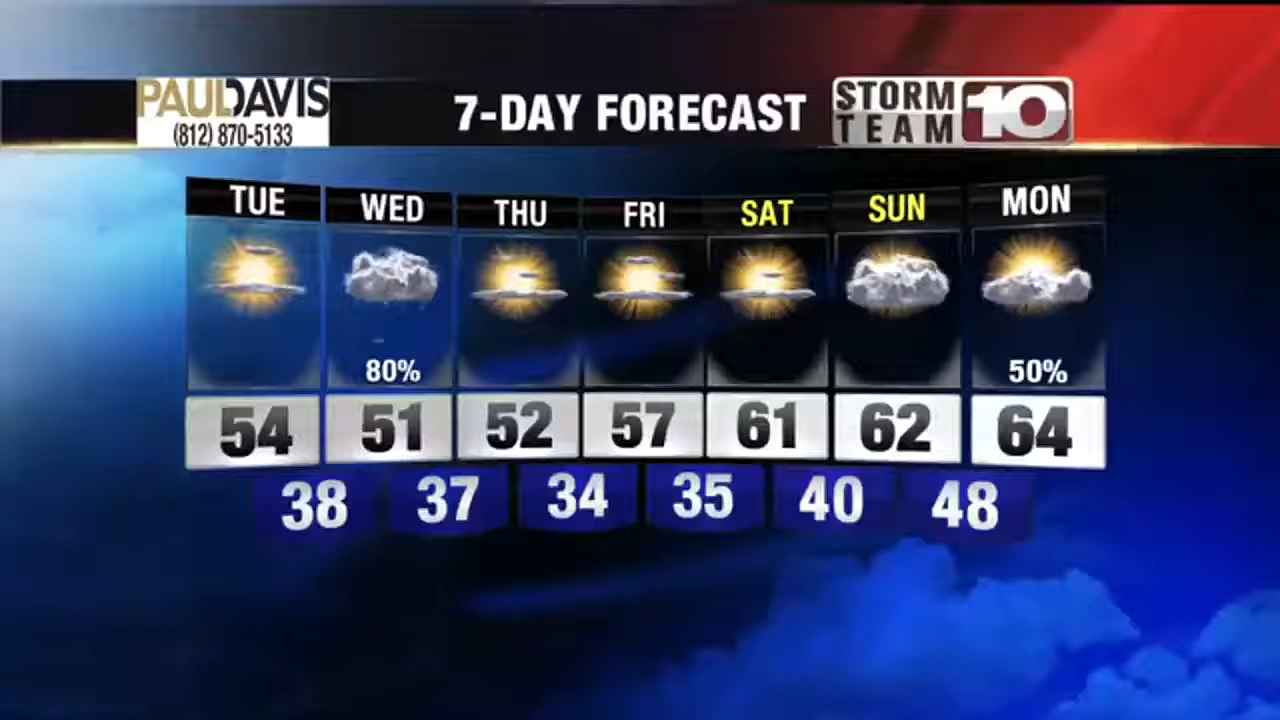 PAULDAVIS
(812) 870-5133
7-DAY FORECAST
STORM
TEAM
10
TUE WED THU FRI SAT SUN MON
80% 50%
54 51 52 57 61 62 64
38 37 34 35 40 48